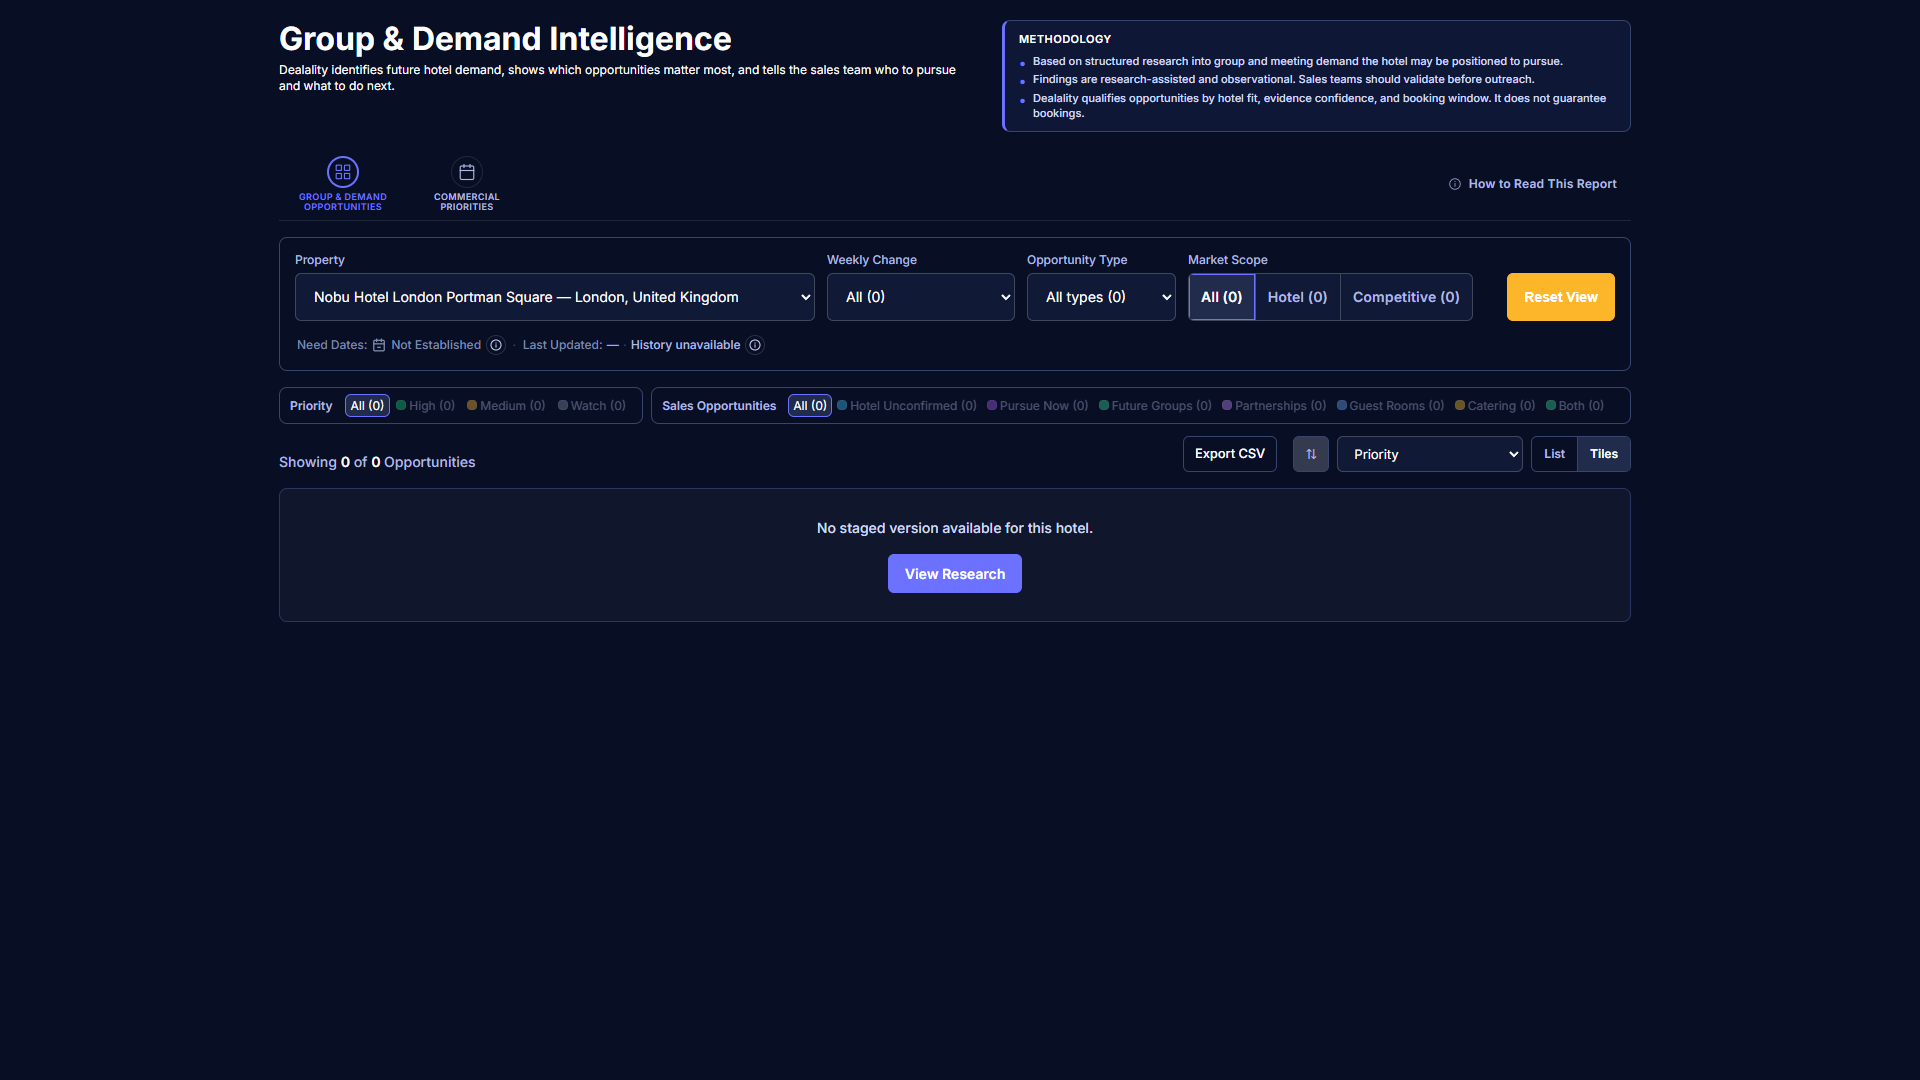 Group & Demand Intelligence
Dealality identifies future hotel demand, shows which opportunities matter most, and tells the sales team who to pursue
and what to do next.
METHODOLOGY
Based on structured research into group and meeting demand the hotel may be positioned to pursue.
Findings are research-assisted and observational. Sales teams should validate before outreach.
Dealality qualifies opportunities by hotel fit, evidence confidence, and booking window. It does not guarantee
bookings.
GROUP & DEMAND
OPPORTUNITIES
COMMERCIAL
PRIORITIES
How to Read This Report
Property
Nobu Hotel London Portman Square — London, United Kingdom
Weekly Change
All (0)
Opportunity Type
All types (0)
Market Scope
All (0) Hotel (0) Competitive (0)
Reset View
Need Dates: Not Established · Last Updated: — · History unavailable
Priority All (0) High (0) Medium (0) Watch (0)
Sales Opportunities All (0) Hotel Unconfirmed (0) Pursue Now (0) Future Groups (0) Partnerships (0) Guest Rooms (0) Catering (0) Both (0)
Showing 0 of 0 Opportunities
Export CSV
Priority
List Tiles
No staged version available for this hotel.
View Research